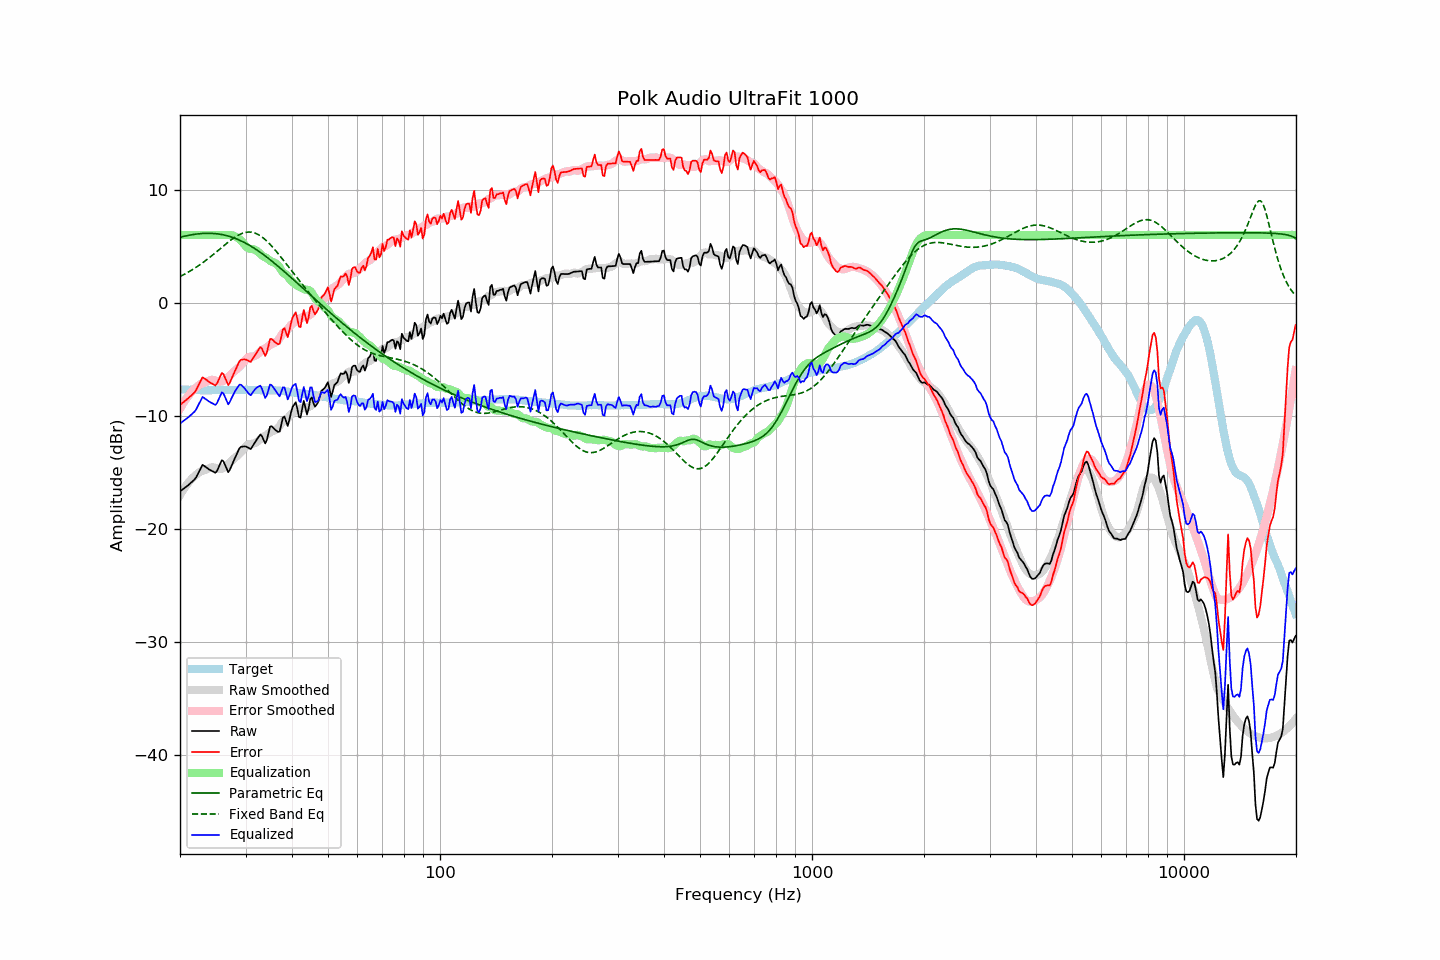 Polk Audio UltraFit 1000
Amplitude (dBr)
10
0
−10
−20
−30
−40
Target
Raw Smoothed
Error Smoothed
Raw
Error
Equalization
Parametric Eq
Fixed Band Eq
Equalized
100
1000
10000
Frequency (Hz)